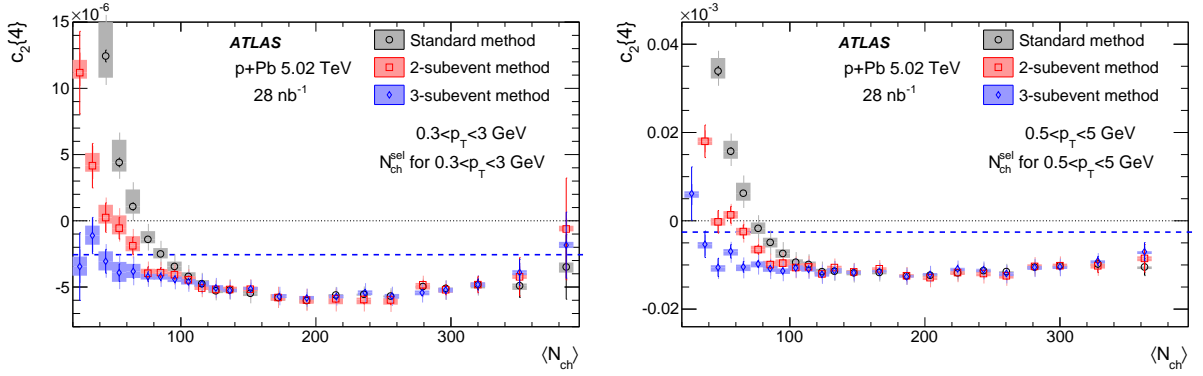 ×10⁻⁶
c₂{4}
15
10
5
0
−5
ATLAS
p+Pb 5.02 TeV
28 nb⁻¹
Standard method
2-subevent method
3-subevent method
0.3<p_T<3 GeV
N_ch^sel for 0.3<p_T<3 GeV
100
200
300
⟨N_ch⟩
×10⁻³
c₂{4}
0.04
0.02
0
−0.02
ATLAS
p+Pb 5.02 TeV
28 nb⁻¹
Standard method
2-subevent method
3-subevent method
0.5<p_T<5 GeV
N_ch^sel for 0.5<p_T<5 GeV
100
200
300
⟨N_ch⟩